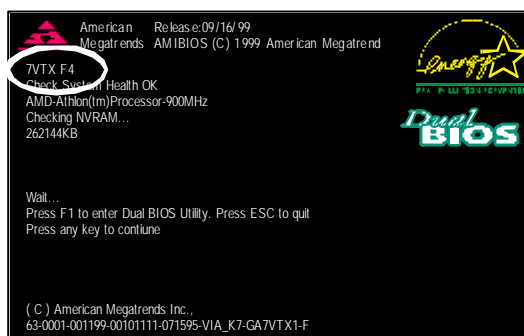 American Release:09/16/99
Megatrends AMIBIOS (C) 1999 American Megatrend
energy
7VTX F4
Check System Health OK
AMD-Athlon(tm)Processor-900MHz
Checking NVRAM...
262144KB
Dual
BIOS
Wait...
Press F1 to enter Dual BIOS Utility. Press ESC to quit
Press any key to contiune
( C ) American Megatrends Inc.,
63-0001-001199-00101111-071595-VIA_K7-GA7VTX1-F